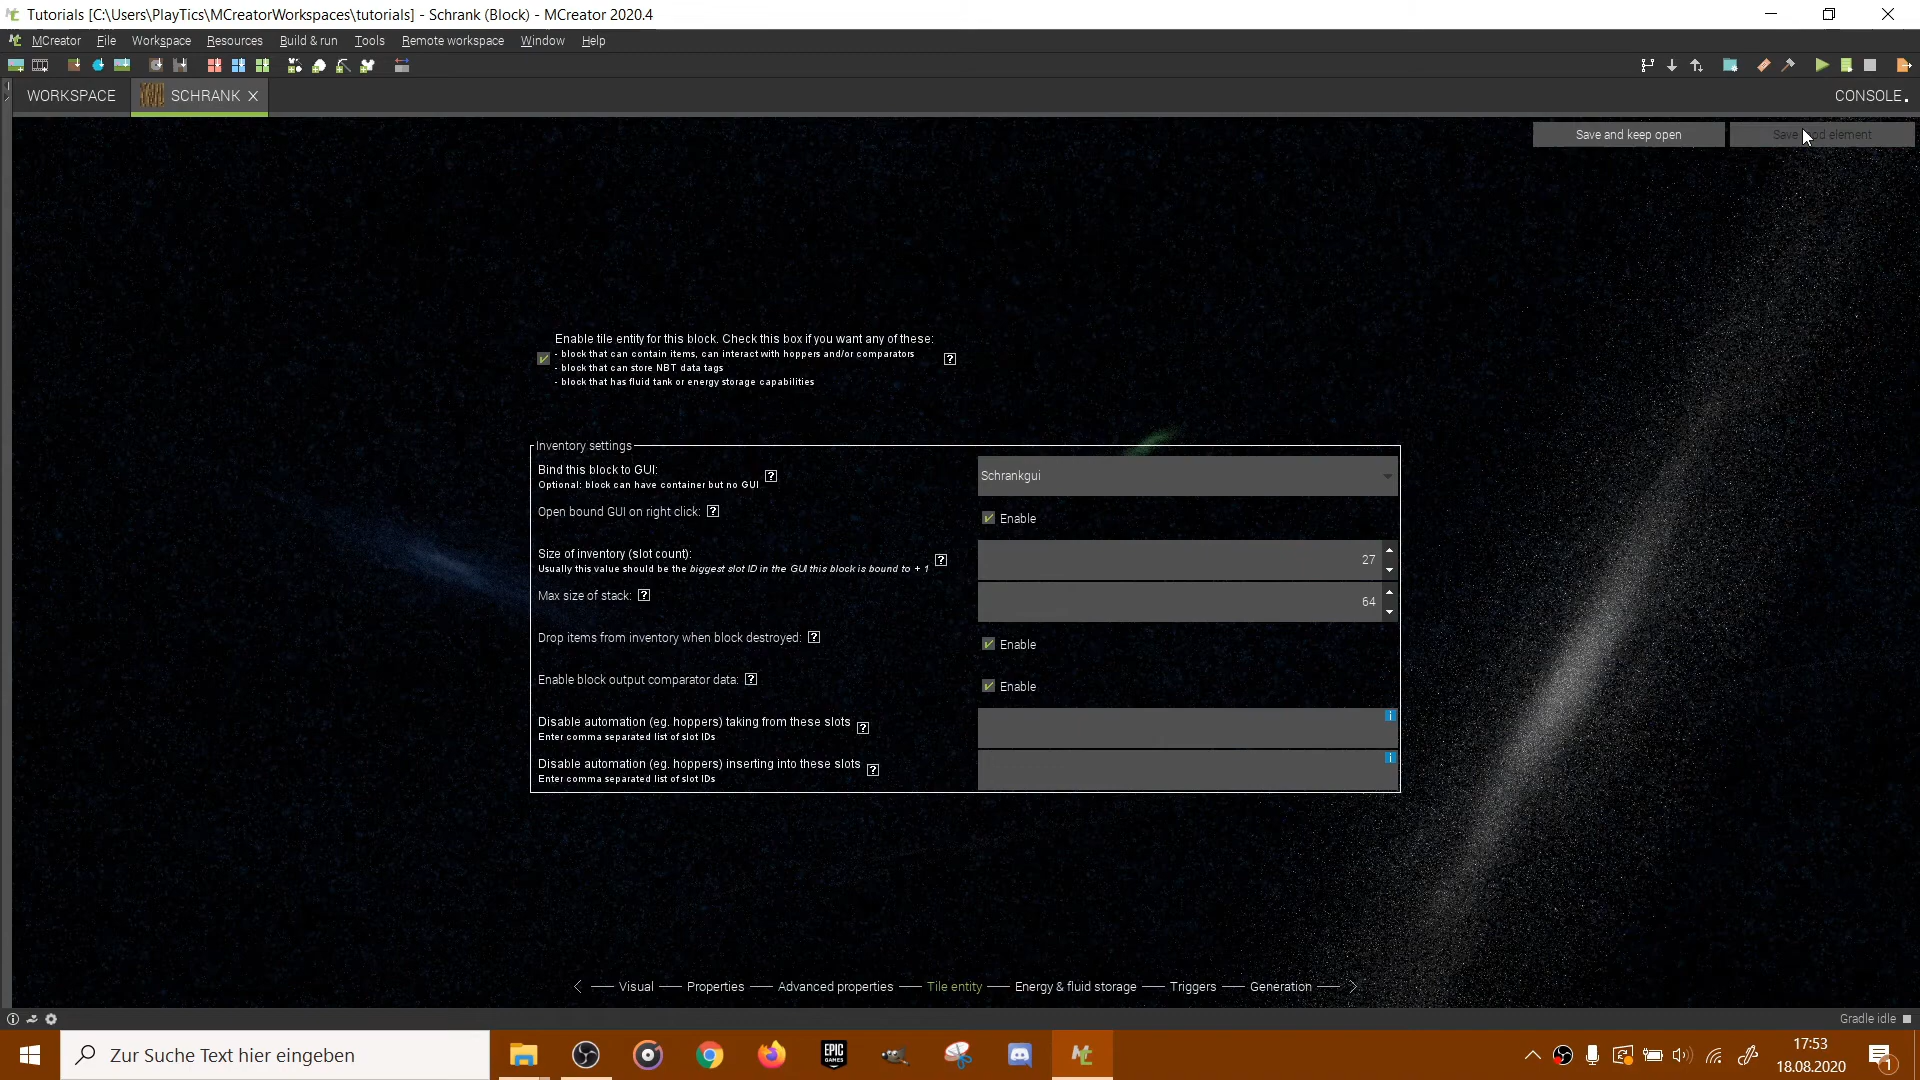 Tutorials [C:\Users\PlayTics\MCreatorWorkspaces\tutorials] - Schrank (Block) - MCreator 2020.4
MCreator File Workspace Resources Build & run Tools Remote workspace Window Help
WORKSPACE SCHRANK CONSOLE
Save and keep open Save element
Enable tile entity for this block. Check this box if you want any of these:
- block that can contain items, can interact with hoppers and/or comparators
- block that can store NBT data tags
- block that has fluid tank or energy storage capabilities
Inventory settings
Bind this block to GUI:
Optional: block can have container but no GUI
Schrankgui
Open bound GUI on right click: Enable
Size of inventory (slot count):
Usually this value should be the biggest slot ID in the GUI this block is bound to + 1
27
Max size of stack: 64
Drop items from inventory when block destroyed: Enable
Enable block output comparator data: Enable
Disable automation (eg. hoppers) taking from these slots
Enter comma separated list of slot IDs
Disable automation (eg. hoppers) inserting into these slots
Enter comma separated list of slot IDs
Visual Properties Advanced properties Tile entity Energy & fluid storage Triggers Generation
Gradle idle
Zur Suche Text hier eingeben
EPIC GAMES
17:53
18.08.2020
1